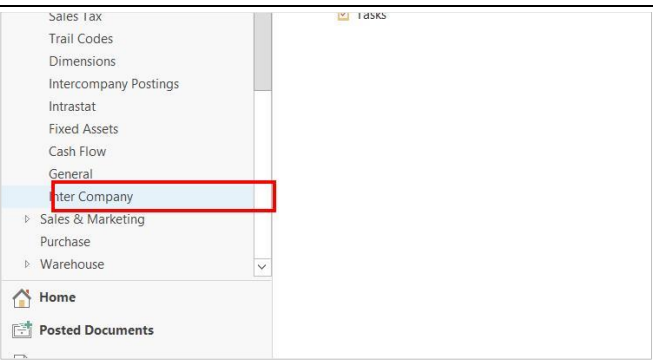 Sales Tax
Trail Codes
Dimensions
Intercompany Postings
Intrastat
Fixed Assets
Cash Flow
General
Inter Company
Sales & Marketing
Purchase
Warehouse
Home
Posted Documents
Tasks